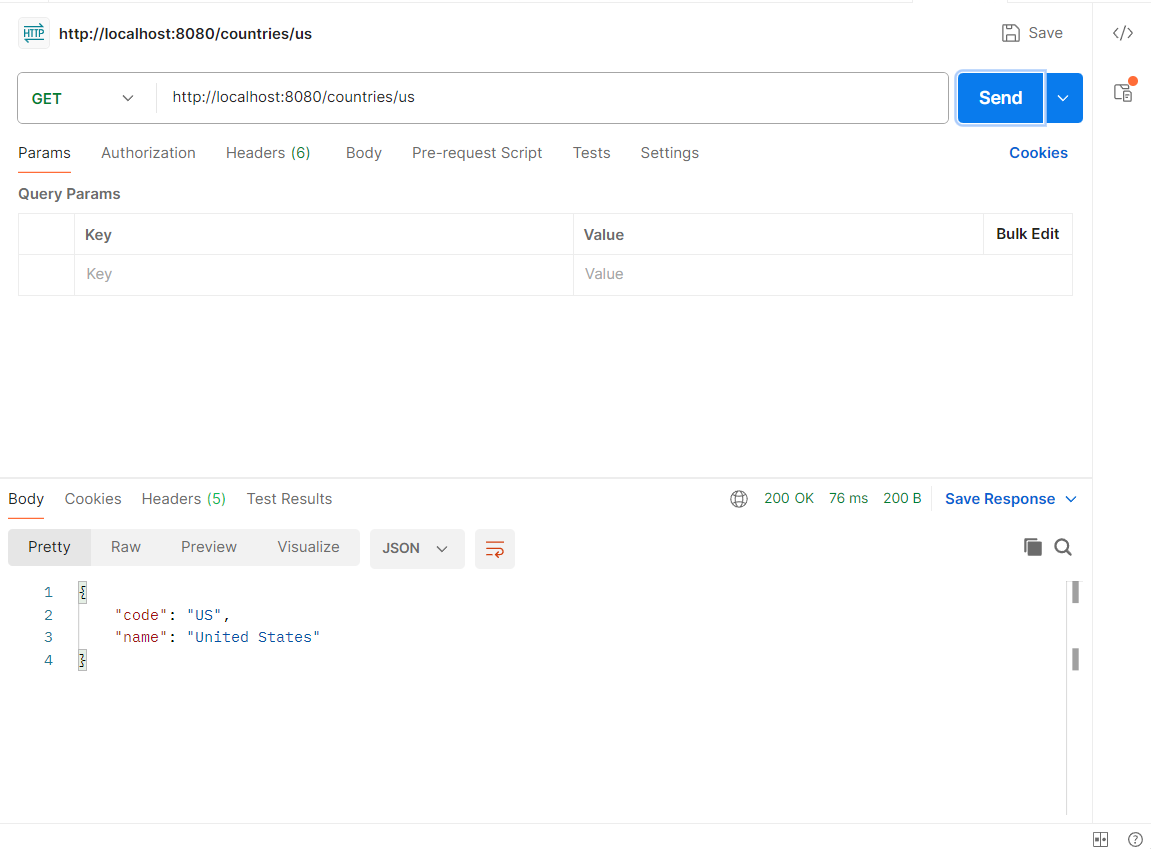 HTTP http://localhost:8080/countries/us Save </>
GET http://localhost:8080/countries/us Send
Params Authorization Headers (6) Body Pre-request Script Tests Settings Cookies
Query Params
Key Value Bulk Edit
Key Value
Body Cookies Headers (5) Test Results 200 OK 76 ms 200 B Save Response
Pretty Raw Preview Visualize JSON
1 {
2 "code": "US",
3 "name": "United States"
4 }